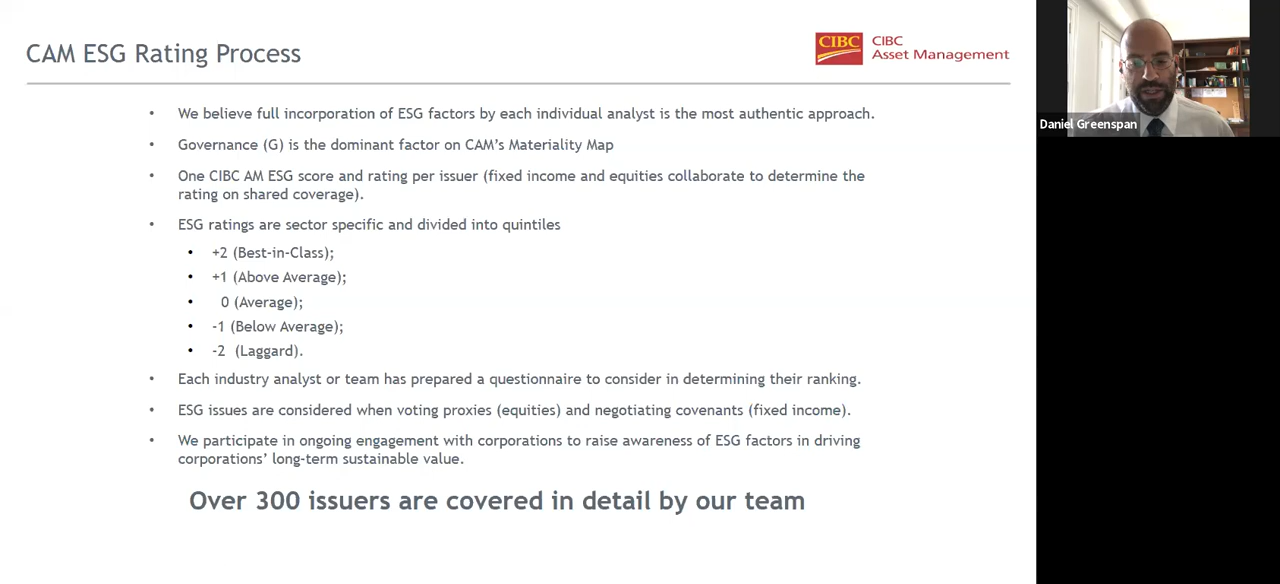 CAM ESG Rating Process
CIBC
CIBC
Asset Management
Daniel Greenspan
• We believe full incorporation of ESG factors by each individual analyst is the most authentic approach.
• Governance (G) is the dominant factor on CAM's Materiality Map
• One CIBC AM ESG score and rating per issuer (fixed income and equities collaborate to determine the
rating on shared coverage).
• ESG ratings are sector specific and divided into quintiles
• +2 (Best-in-Class);
• +1 (Above Average);
• 0 (Average);
• -1 (Below Average);
• -2 (Laggard).
• Each industry analyst or team has prepared a questionnaire to consider in determining their ranking.
• ESG issues are considered when voting proxies (equities) and negotiating covenants (fixed income).
• We participate in ongoing engagement with corporations to raise awareness of ESG factors in driving
corporations' long-term sustainable value.
Over 300 issuers are covered in detail by our team